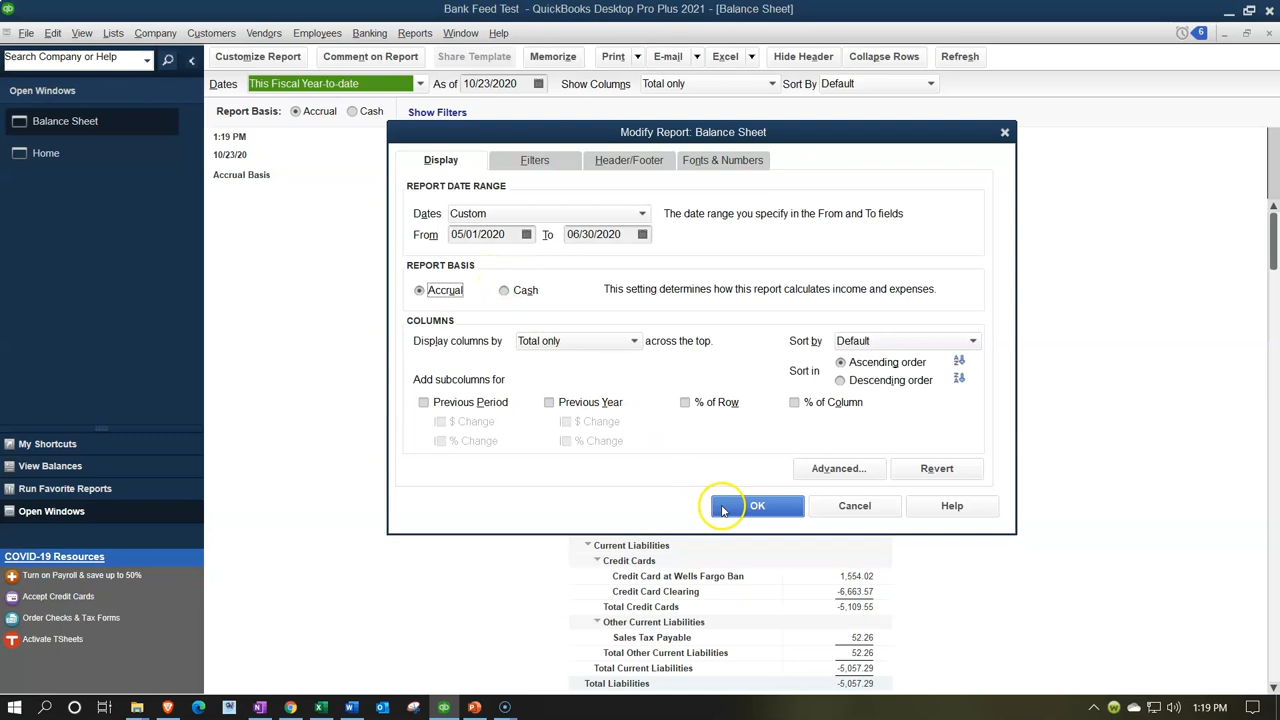 Bank Feed Test - QuickBooks Desktop Pro Plus 2021 - [Balance Sheet]
File Edit View Lists Company Customers Vendors Employees Banking Reports Window Help
6
Search Company or Help
Customize Report Comment on Report Share Template Memorize Print E-mail Excel Hide Header Collapse Rows Refresh
Dates This Fiscal Year-to-date As of 10/23/2020 Show Columns Total only Sort By Default
Report Basis: Accrual Cash Show Filters
Open Windows
Balance Sheet
Home
1:19 PM
10/23/20
Accrual Basis
Modify Report: Balance Sheet
Display Filters Header/Footer Fonts & Numbers
REPORT DATE RANGE
Dates Custom The date range you specify in the From and To fields
From 05/01/2020 To 06/30/2020
REPORT BASIS
Accrual Cash This setting determines how this report calculates income and expenses.
COLUMNS
Display columns by Total only across the top. Sort by Default
Sort in Ascending order
Descending order
Add subcolumns for
Previous Period Previous Year % of Row % of Column
$ Change $ Change
% Change % Change
Advanced... Revert
OK Cancel Help
My Shortcuts
View Balances
Run Favorite Reports
Open Windows
COVID-19 Resources
Turn on Payroll & save up to 50%
Accept Credit Cards
Order Checks & Tax Forms
Activate TSheets
Current Liabilities
Credit Cards
Credit Card at Wells Fargo Ban 1,554.02
Credit Card Clearing -6,663.57
Total Credit Cards -5,109.55
Other Current Liabilities
Sales Tax Payable 52.26
Total Other Current Liabilities 52.26
Total Current Liabilities -5,057.29
Total Liabilities -5,057.29
1:19 PM